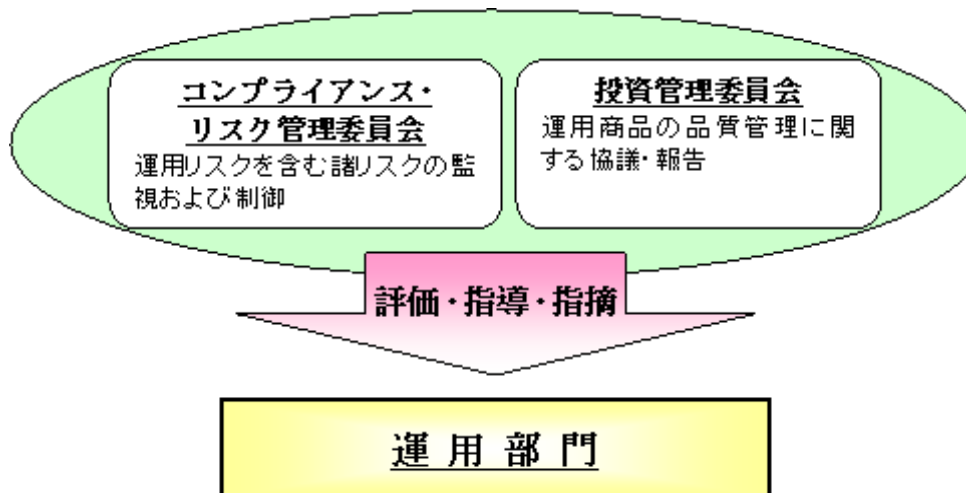 コンプライアンス・
リスク管理委員会
運用リスクを含む諸リスクの監
視および制御
投資管理委員会
運用商品の品質管理に関
する協議・報告
評価・指導・指摘
運用部門